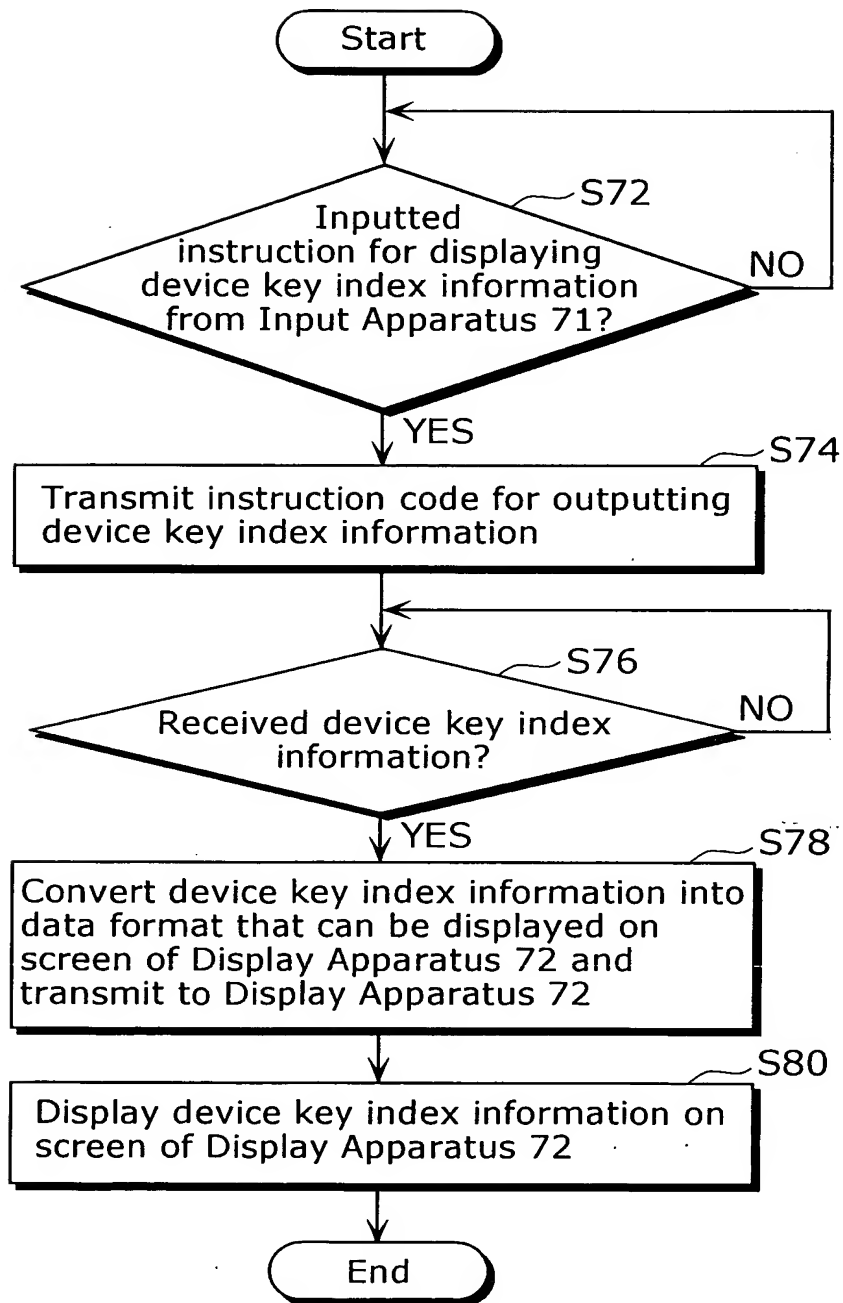 Start
S72
Inputted
instruction for displaying
device key index information
from Input Apparatus 71?
NO
YES
S74
Transmit instruction code for outputting
device key index information
S76
Received device key index
information?
NO
YES
S78
Convert device key index information into
data format that can be displayed on
screen of Display Apparatus 72 and
transmit to Display Apparatus 72
S80
Display device key index information on
screen of Display Apparatus 72
End